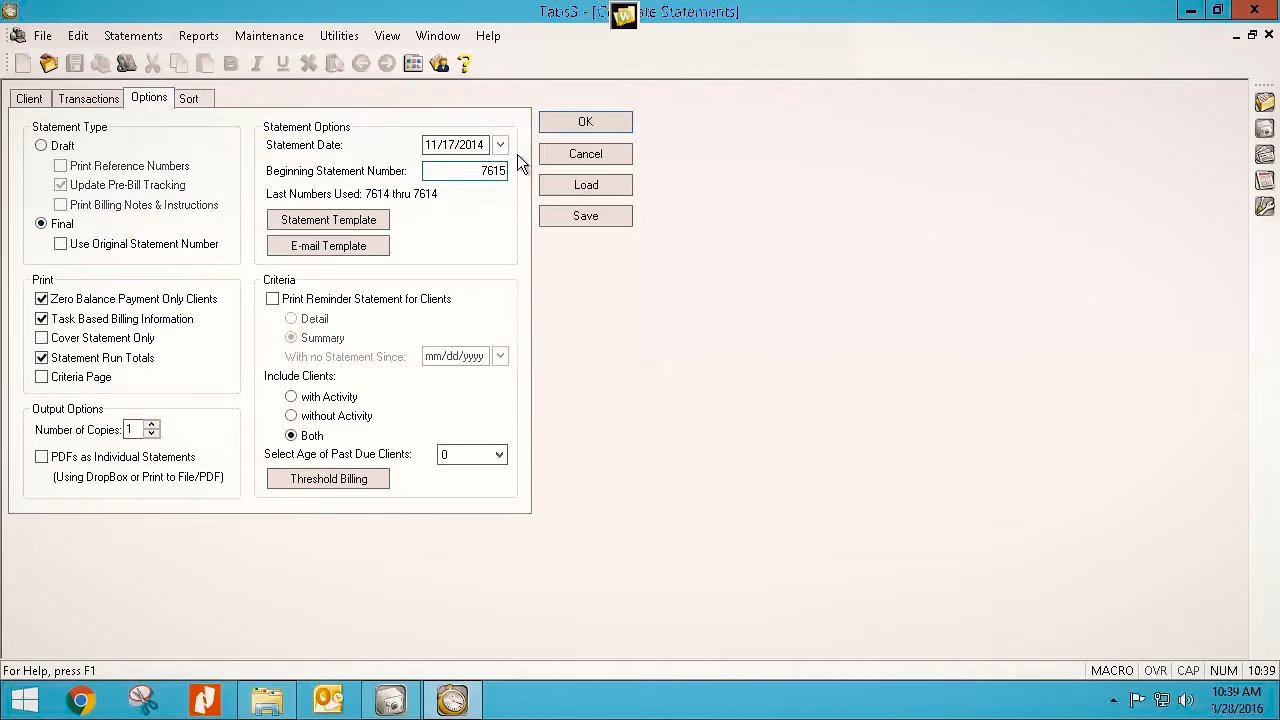 Tabs3 - [ ate Statements]
File Edit Statements Reports Maintenance Utilities View Window Help
Client Transactions Options Sort
Statement Type
Draft
Print Reference Numbers
Update Pre-Bill Tracking
Print Billing Notes & Instructions
Final
Use Original Statement Number
Statement Options
Statement Date: 11/17/2014
Beginning Statement Number: 7615
Last Numbers Used: 7614 thru 7614
Statement Template
E-mail Template
OK
Cancel
Load
Save
Print
Zero Balance Payment Only Clients
Task Based Billing Information
Cover Statement Only
Statement Run Totals
Criteria Page
Criteria
Print Reminder Statement for Clients
Detail
Summary
With no Statement Since: mm/dd/yyyy
Include Clients:
with Activity
without Activity
Both
Select Age of Past Due Clients: 0
Threshold Billing
Output Options
Number of Copies: 1
PDFs as Individual Statements
(Using DropBox or Print to File/PDF)
For Help, press F1
MACRO OVR CAP NUM 10:39
10:39 AM
3/28/2016